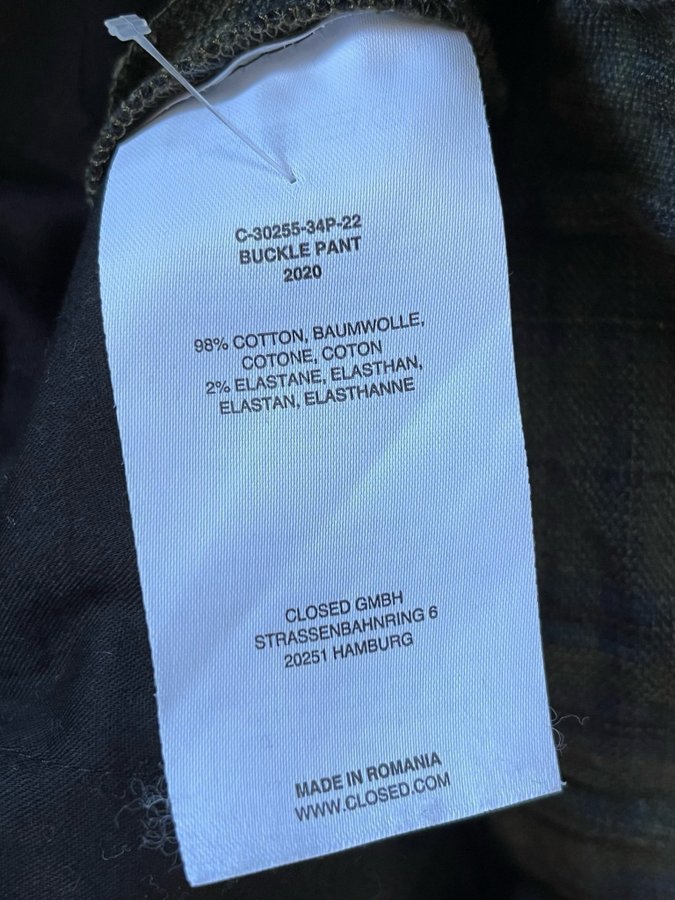 C-30255-34P-22
BUCKLE PANT
2020
98% COTTON, BAUMWOLLE,
COTONE, COTON
2% ELASTANE, ELASTHAN,
ELASTAN, ELASTHANNE
CLOSED GMBH
STRASSENBAHNRING 6
20251 HAMBURG
MADE IN ROMANIA
WWW.CLOSED.COM